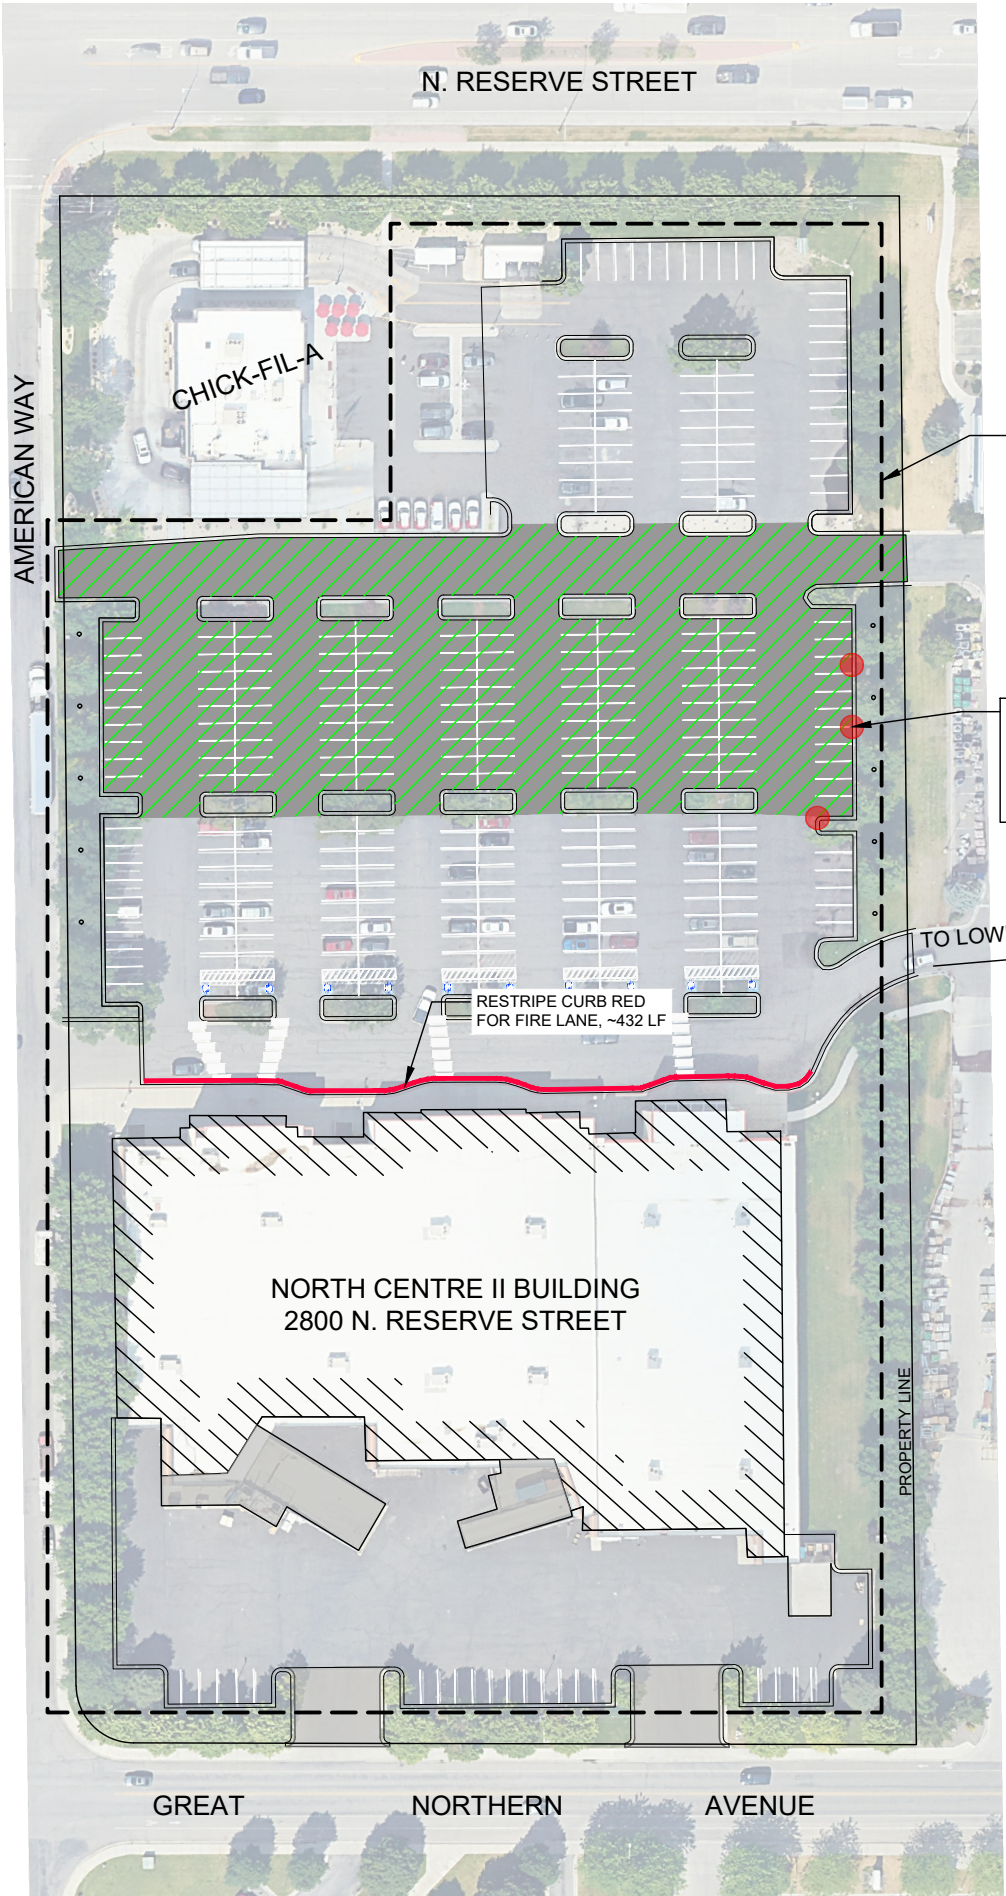 N. RESERVE STREET
CHICK-FIL-A
AMERICAN WAY
TO LOW
RESTRIPE CURB RED
FOR FIRE LANE, ~432 LF
NORTH CENTRE II BUILDING
2800 N. RESERVE STREET
PROPERTY LINE
GREAT NORTHERN AVENUE